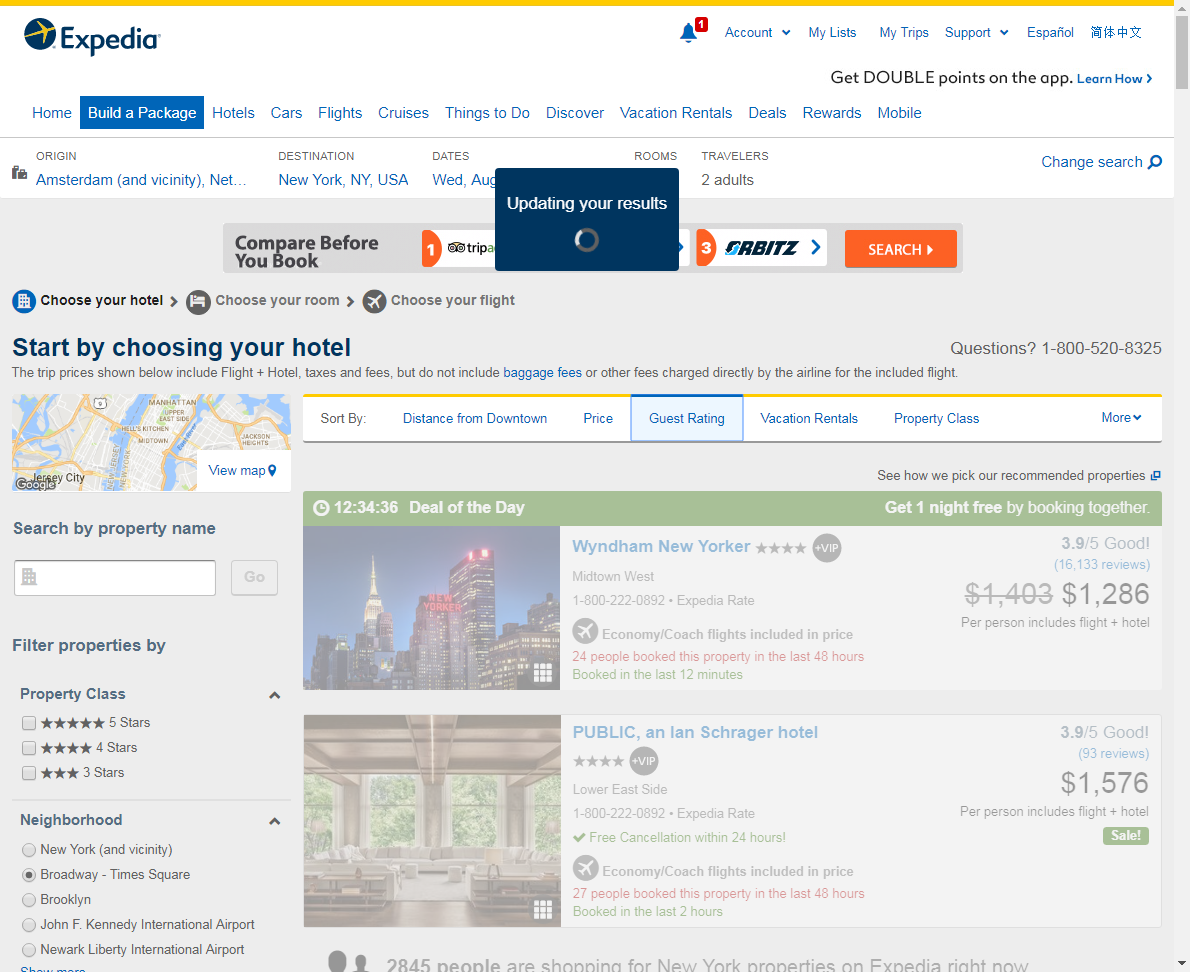 Expedia
1
Account
My Lists
My Trips
Support
Español
简体中文
Get DOUBLE points on the app. Learn How
Home
Build a Package
Hotels
Cars
Flights
Cruises
Things to Do
Discover
Vacation Rentals
Deals
Rewards
Mobile
ORIGIN
DESTINATION
DATES
ROOMS
TRAVELERS
Amsterdam (and vicinity), Net...
New York, NY, USA
Wed, Aug
2 adults
Change search
Updating your results
Compare Before
You Book
1
3
ORBITZ
SEARCH
Choose your hotel
Choose your room
Choose your flight
Start by choosing your hotel
Questions? 1-800-520-8325
The trip prices shown below include Flight + Hotel, taxes and fees, but do not include baggage fees or other fees charged directly by the airline for the included flight.
9
MANHATTAN
UPPER
EAST SIDE
HELL'S KITCHEN
MIDTOWN
JACKSON
HEIGHTS
East River
NEW JERSEY
NEW YORK
Jersey City
Google
View map
Sort By:
Distance from Downtown
Price
Guest Rating
Vacation Rentals
Property Class
More
See how we pick our recommended properties
Search by property name
Go
Filter properties by
Property Class
5 Stars
4 Stars
3 Stars
Neighborhood
New York (and vicinity)
Broadway - Times Square
Brooklyn
John F. Kennedy International Airport
Newark Liberty International Airport
Show more
12:34:36 Deal of the Day
Get 1 night free by booking together.
NEW
YORKER
Wyndham New Yorker
+VIP
3.9/5 Good!
(16,133 reviews)
Midtown West
1-800-222-0892 • Expedia Rate
$1,403 $1,286
Per person includes flight + hotel
Economy/Coach flights included in price
24 people booked this property in the last 48 hours
Booked in the last 12 minutes
PUBLIC, an Ian Schrager hotel
+VIP
3.9/5 Good!
(93 reviews)
Lower East Side
1-800-222-0892 • Expedia Rate
$1,576
Per person includes flight + hotel
Sale!
Free Cancellation within 24 hours!
Economy/Coach flights included in price
27 people booked this property in the last 48 hours
Booked in the last 2 hours
2845 people are shopping for New York properties on Expedia right now